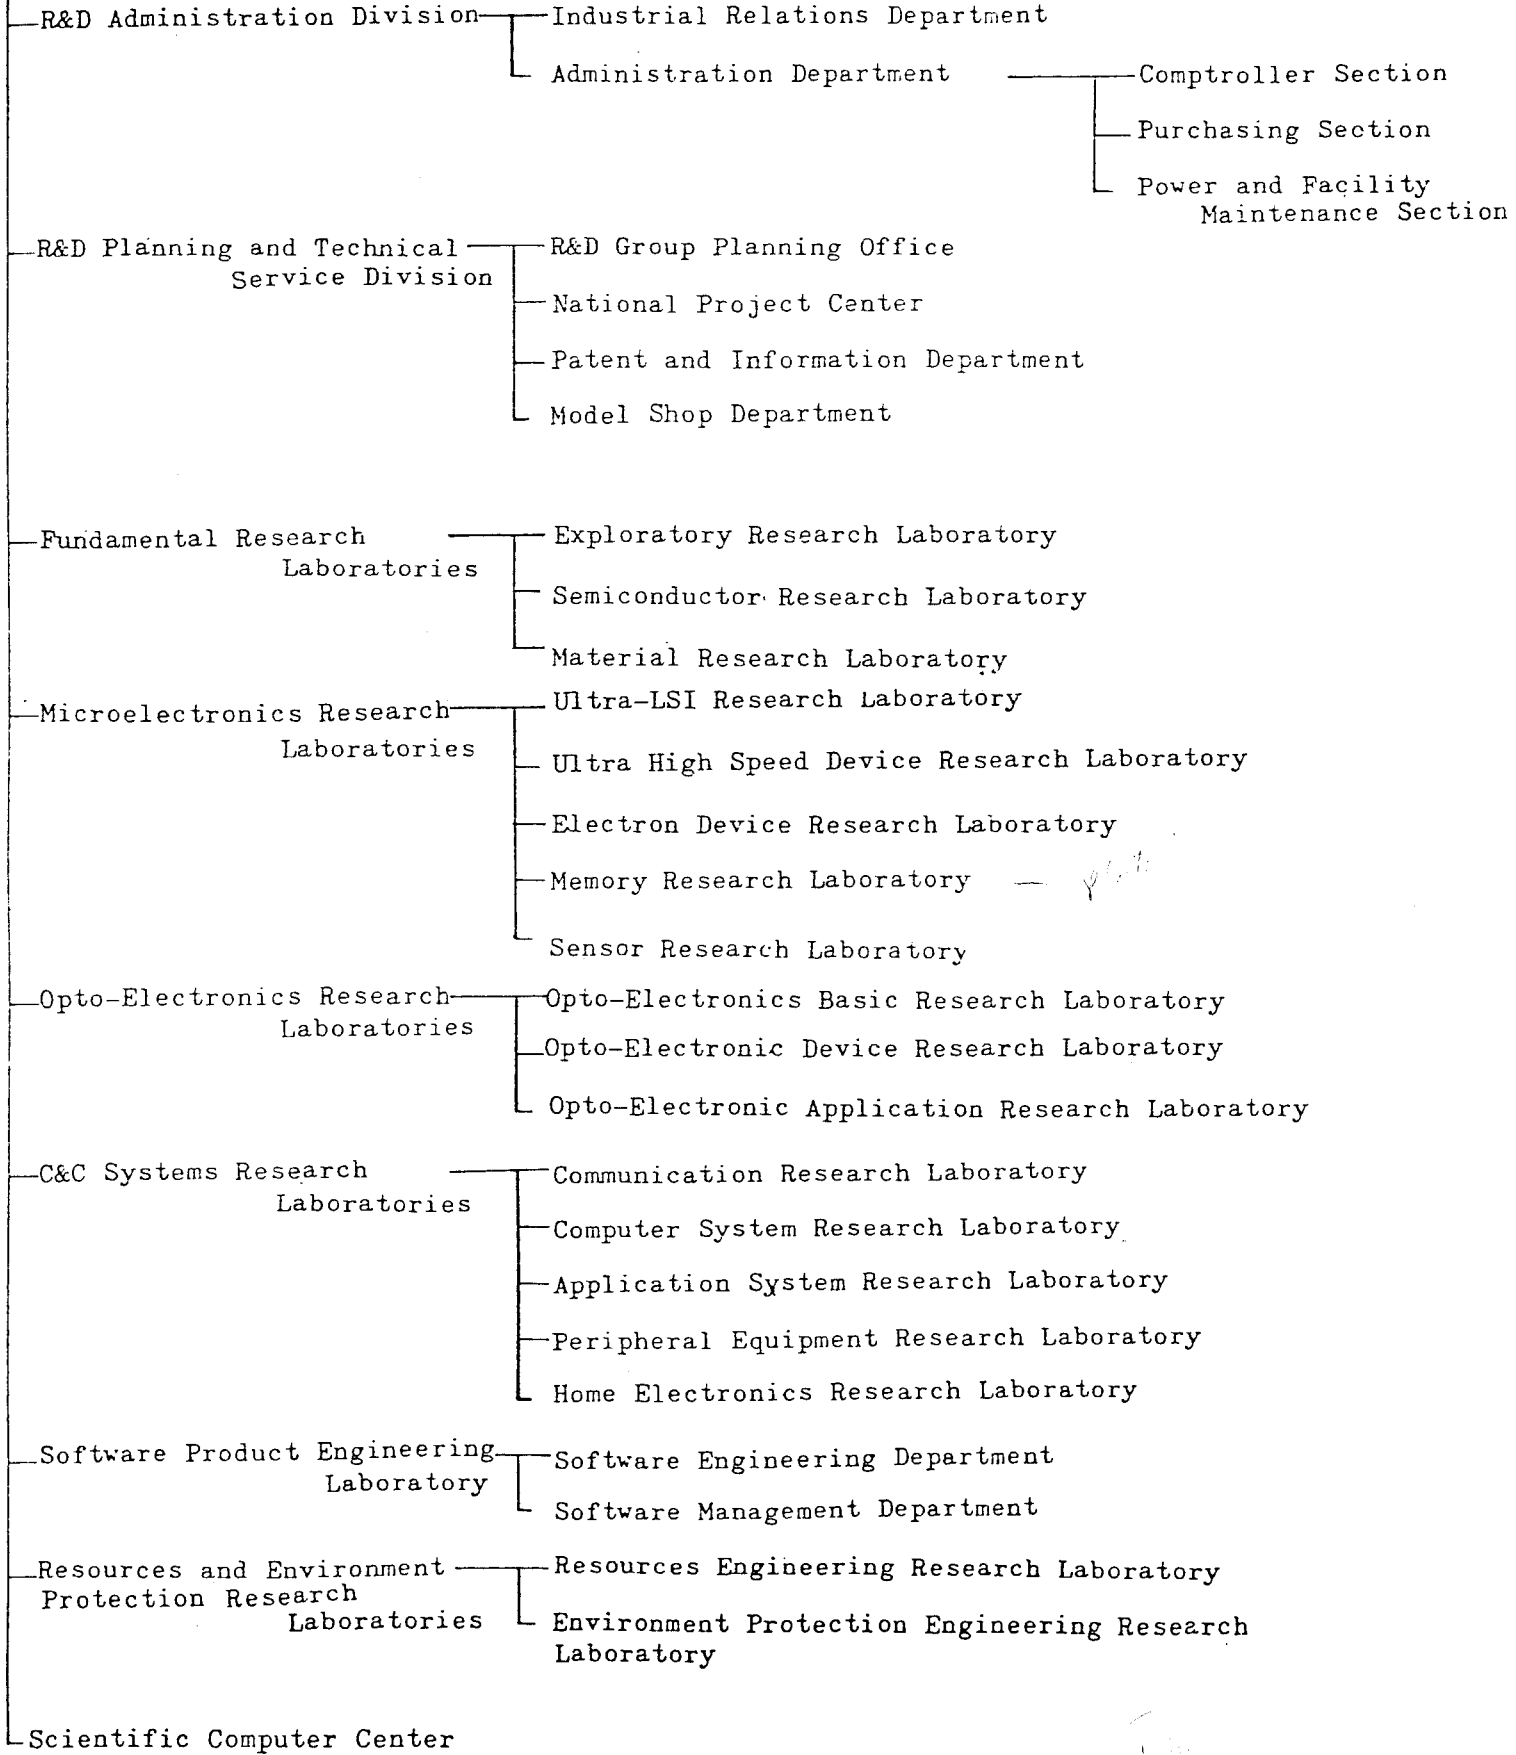 R&D Administration Division
Industrial Relations Department
Administration Department
Comptroller Section
Purchasing Section
Power and Facility
Maintenance Section
R&D Planning and Technical
Service Division
R&D Group Planning Office
National Project Center
Patent and Information Department
Model Shop Department
Fundamental Research
Laboratories
Exploratory Research Laboratory
Semiconductor Research Laboratory
Material Research Laboratory
Microelectronics Research
Laboratories
Ultra-LSI Research Laboratory
Ultra High Speed Device Research Laboratory
Electron Device Research Laboratory
Memory Research Laboratory —
Sensor Research Laboratory
Opto-Electronics Research
Laboratories
Opto-Electronics Basic Research Laboratory
Opto-Electronic Device Research Laboratory
Opto-Electronic Application Research Laboratory
C&C Systems Research
Laboratories
Communication Research Laboratory
Computer System Research Laboratory
Application System Research Laboratory
Peripheral Equipment Research Laboratory
Home Electronics Research Laboratory
Software Product Engineering
Laboratory
Software Engineering Department
Software Management Department
Resources and Environment
Protection Research
Laboratories
Resources Engineering Research Laboratory
Environment Protection Engineering Research
Laboratory
Scientific Computer Center